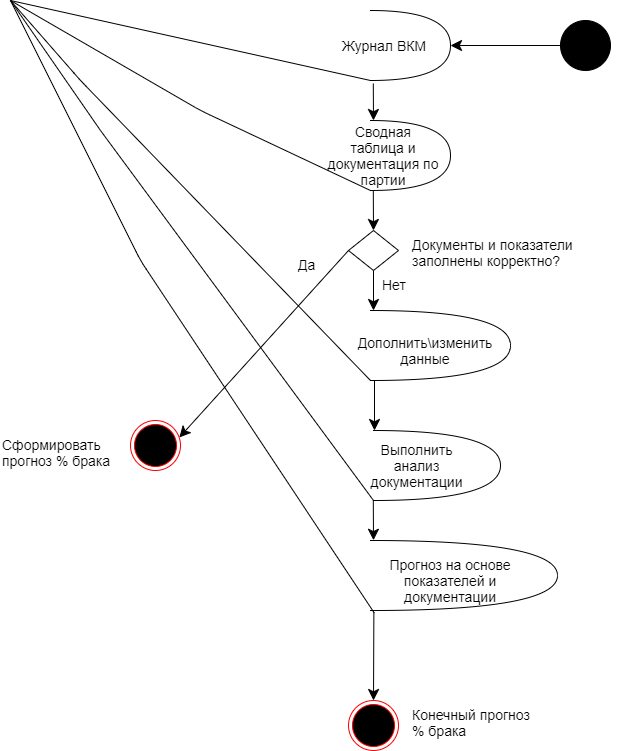 Журнал ВКМ
Сводная
таблица и
документация по
партии
Документы и показатели
заполнены корректно?
Да
Нет
Дополнить\изменить
данные
Сформировать
прогноз % брака
Выполнить
анализ
документации
Прогноз на основе
показателей и
документации
Конечный прогноз
% брака